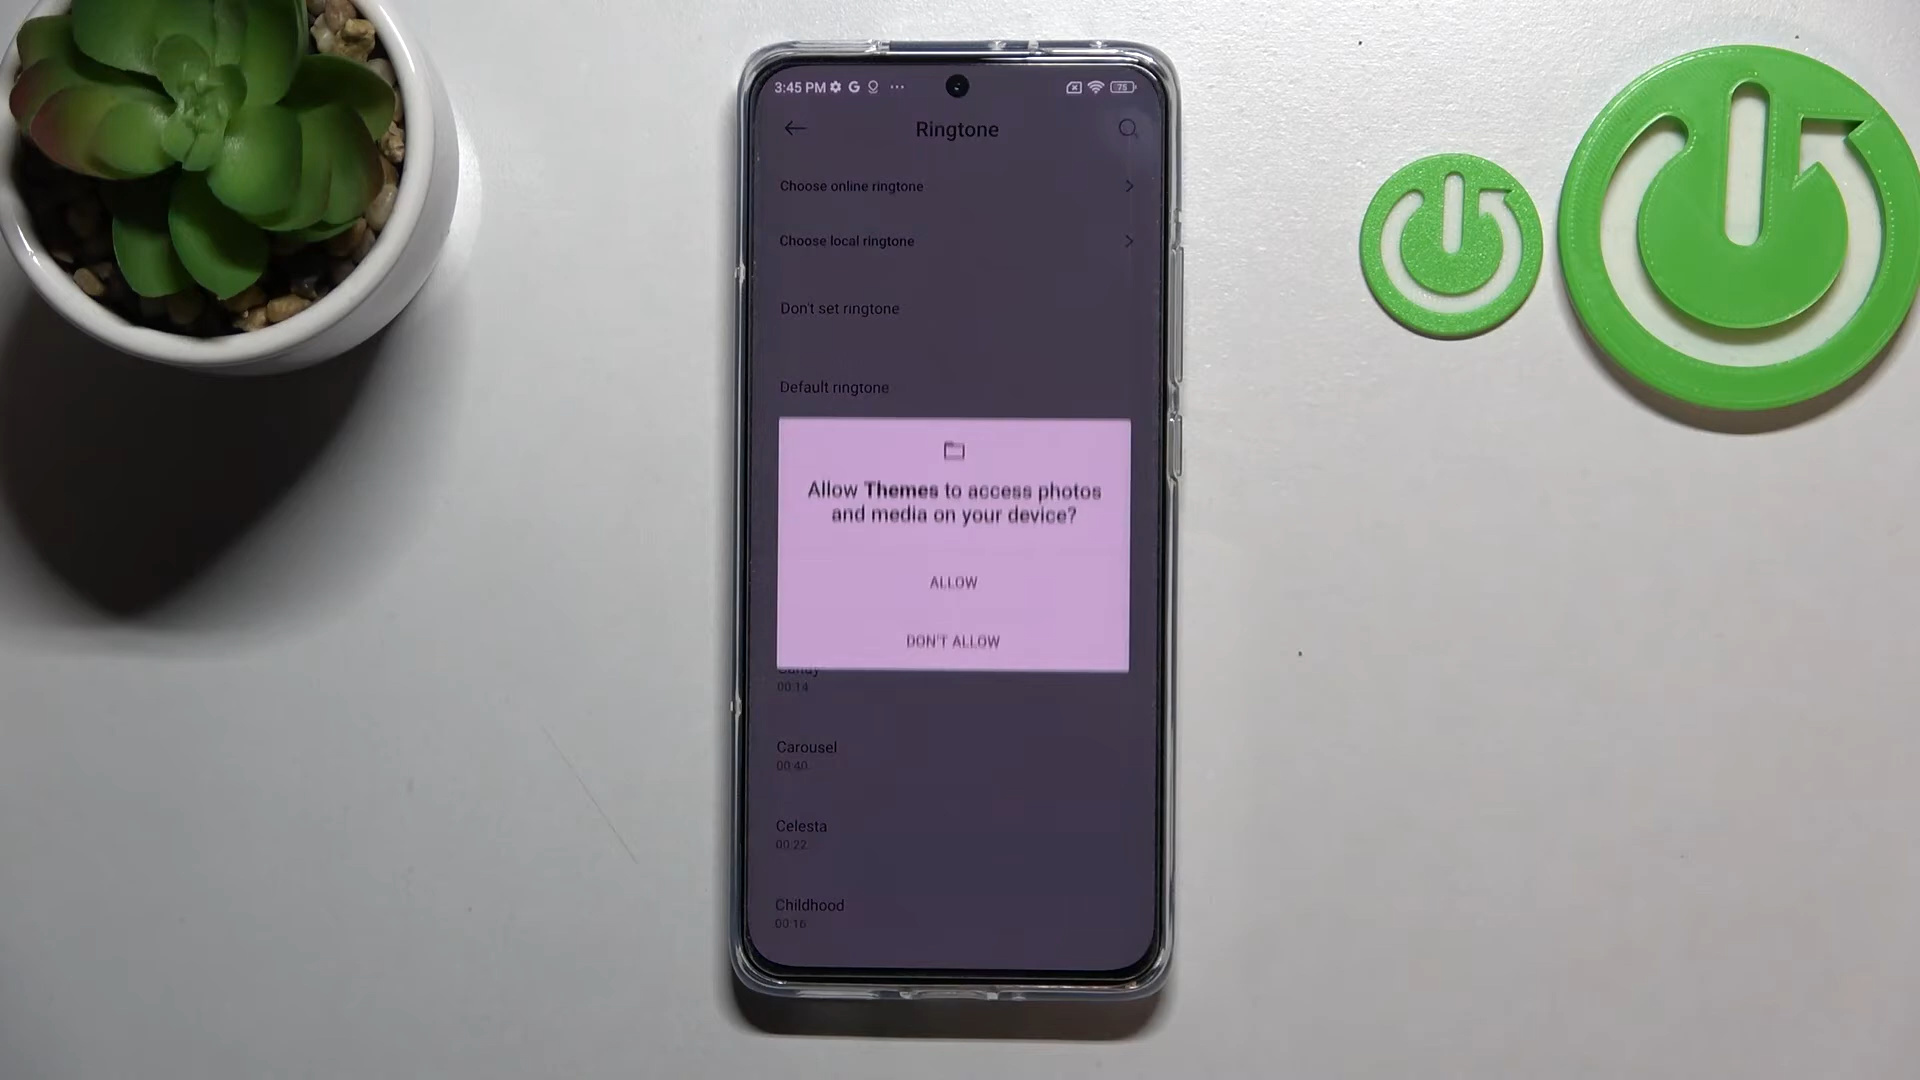 3:45 PM G ... 75
Ringtone
Choose online ringtone
Choose local ringtone
Don't set ringtone
Default ringtone
Allow Themes to access photos
and media on your device?
ALLOW
DON'T ALLOW
Candy
00:14
Carousel
00:40
Celesta
00:22
Childhood
00:16